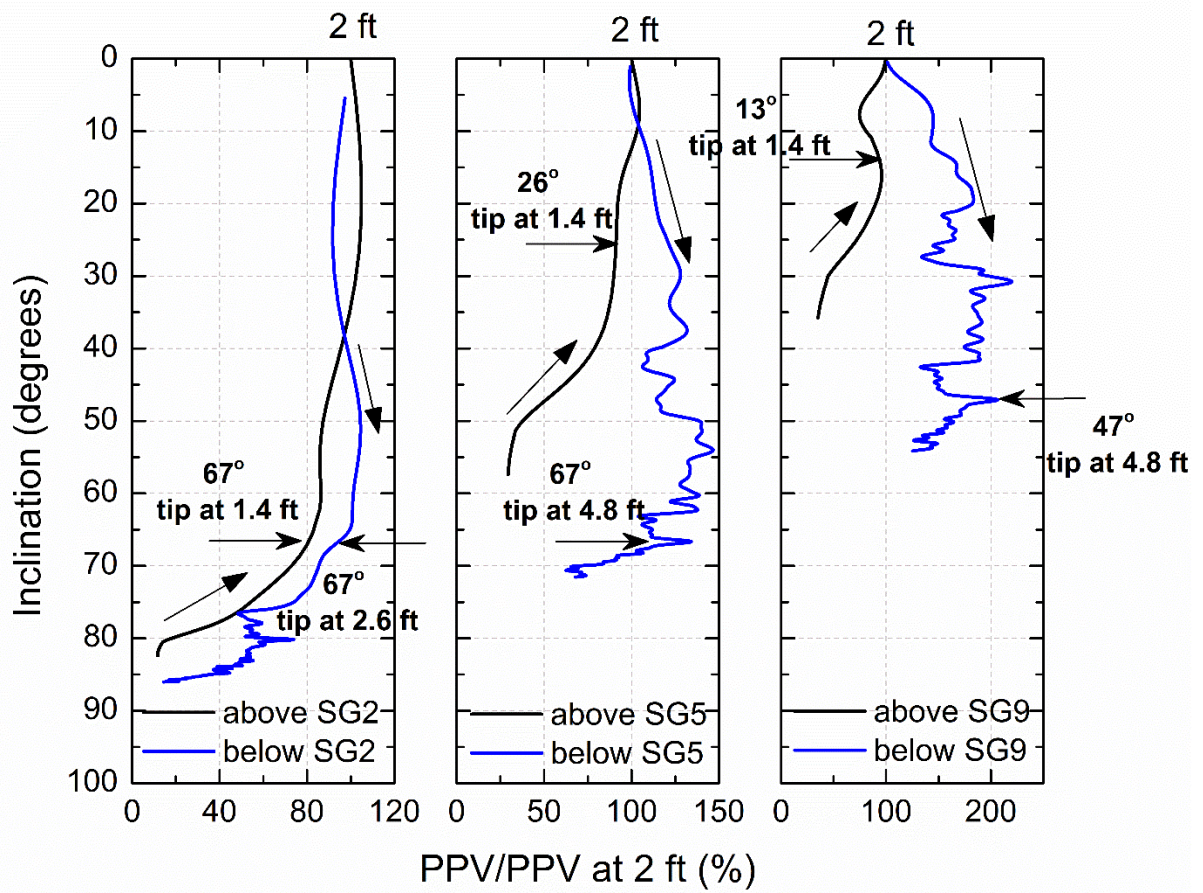 2 ft
2 ft
2 ft
0
10
20
30
40
50
60
70
80
90
100
Inclination (degrees)
67°
tip at 1.4 ft
67°
tip at 2.6 ft
above SG2
below SG2
0
40
80
120
26°
tip at 1.4 ft
67°
tip at 4.8 ft
above SG5
below SG5
0
50
100
150
13°
tip at 1.4 ft
47°
tip at 4.8 ft
above SG9
below SG9
0
100
200
PPV/PPV at 2 ft (%)